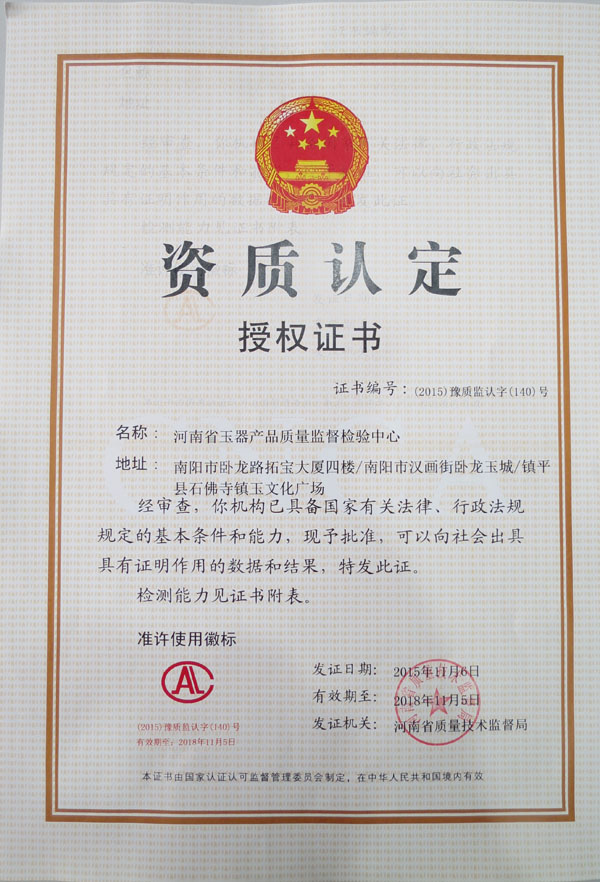 资质认定
授权证书
证书编号：(2015)豫质监认字(140)号
名称： 河南省玉器产品质量监督检验中心
地址： 南阳市卧龙路拓宝大厦四楼/南阳市汉画街卧龙玉城/镇平
县石佛寺镇玉文化广场
经审查，你机构已具备国家有关法律、行政法规
规定的基本条件和能力，现予批准，可以向社会出具
具有证明作用的数据和结果，特发此证。
检测能力见证书附表。
准许使用徽标
CAL
(2015)豫质监认字(140)号
有效期至：2018年11月5日
发证日期： 2015年11月6日
有效期至： 2018年11月5日
发证机关： 河南省质量技术监督局
本证书由国家认证认可监督管理委员会制定，在中华人民共和国境内有效